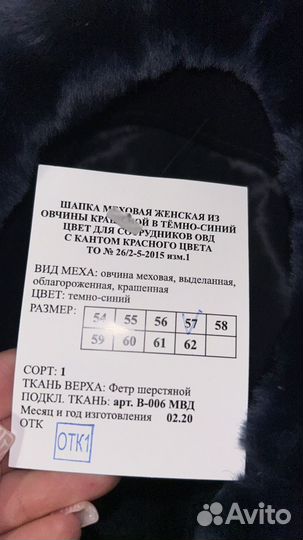 ШАПКА МЕХОВАЯ ЖЕНСКАЯ ИЗ
ОВЧИНЫ КРАШЕНОЙ В ТЁМНО-СИНИЙ
ЦВЕТ ДЛЯ СОТРУДНИКОВ ОВД
С КАНТОМ КРАСНОГО ЦВЕТА
ТО № 26/2-5-2015 изм.1
ВИД МЕХА: овчина меховая, выделанная,
облагороженная, крашенная
ЦВЕТ: темно-синий
РАЗМЕР:
54 55 56 57 58
59 60 61 62
СОРТ: 1
ТКАНЬ ВЕРХА: Фетр шерстяной
ПОДКЛ. ТКАНЬ: арт. В-006 МВД
Месяц и год изготовления 02.20
ОТК
ОТК1
Avito